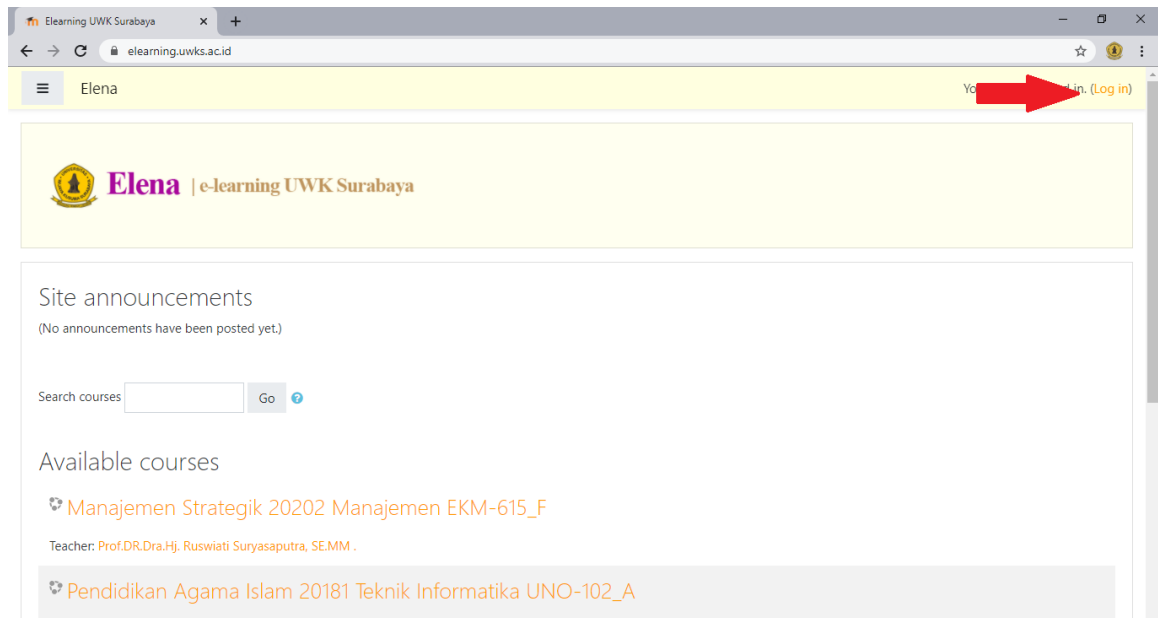 Elearning UWK Surabaya
elearning.uwks.ac.id
Elena
in. (Log in)
Elena | e-learning UWK Surabaya
Site announcements
(No announcements have been posted yet.)
Search courses Go
Available courses
Manajemen Strategik 20202 Manajemen EKM-615_F
Teacher: Prof.DR.Dra.Hj. Ruswiati Suryasaputra, SE.MM .
Pendidikan Agama Islam 20181 Teknik Informatika UNO-102_A